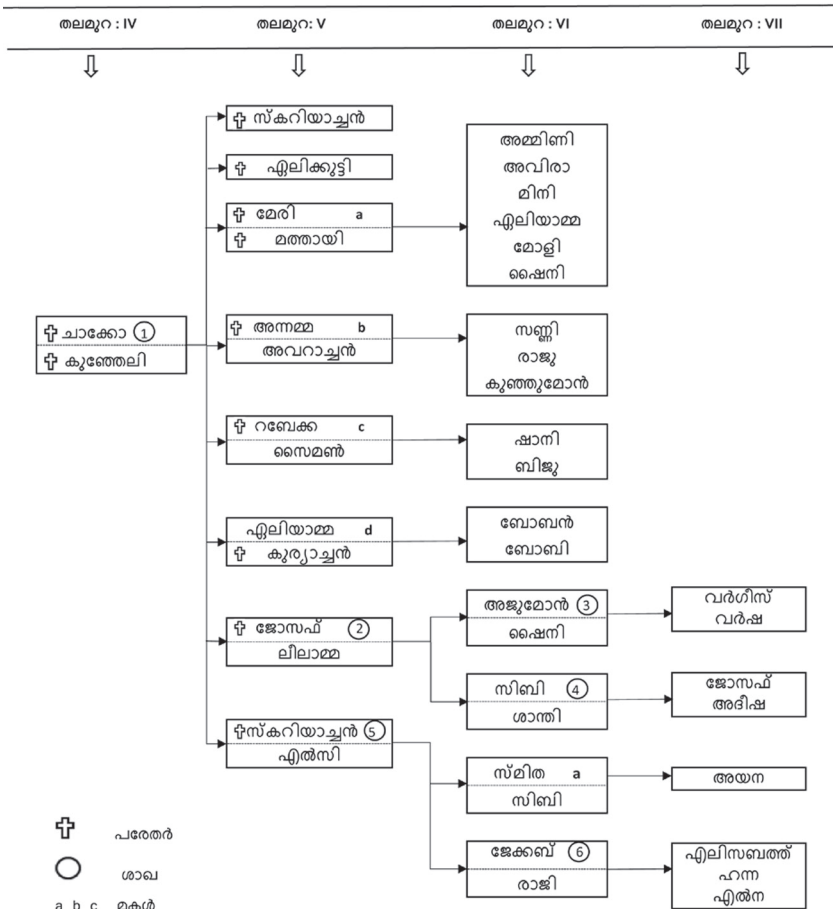 തലമുറ : IV
തലമുറ: V
തലമുറ : VI
തലമുറ : VII
✞ ചാക്കോ ①
✞ കുഞ്ഞേലി
✞ സ്കറിയാച്ചൻ
✞ ഏലിക്കുട്ടി
✞ മേരി a
✞ മത്തായി
അമ്മിണി
അവിരാ
മിനി
ഏലിയാമ്മ
മോളി
ഷൈനി
✞ അന്നമ്മ b
അവറാച്ചൻ
സണ്ണി
രാജു
കുഞ്ഞുമോൻ
✞ റബേക്ക c
സൈമൺ
ഷാനി
ബിജു
ഏലിയാമ്മ d
✞ കുര്യാച്ചൻ
ബോബൻ
ബോബി
✞ ജോസഫ് ②
ലീലാമ്മ
അജുമോൻ ③
ഷൈനി
വർഗീസ്
വർഷ
സിബി ④
ശാന്തി
ജോസഫ്
അദീഷ
✞സ്കറിയാച്ചൻ ⑤
എൽസി
സ്മിത a
സിബി
അയന
ജേക്കബ് ⑥
രാജി
എലിസബത്ത്
ഹന്ന
എൽന
✞ പരേതർ
ശാഖ
a b c മകൾ